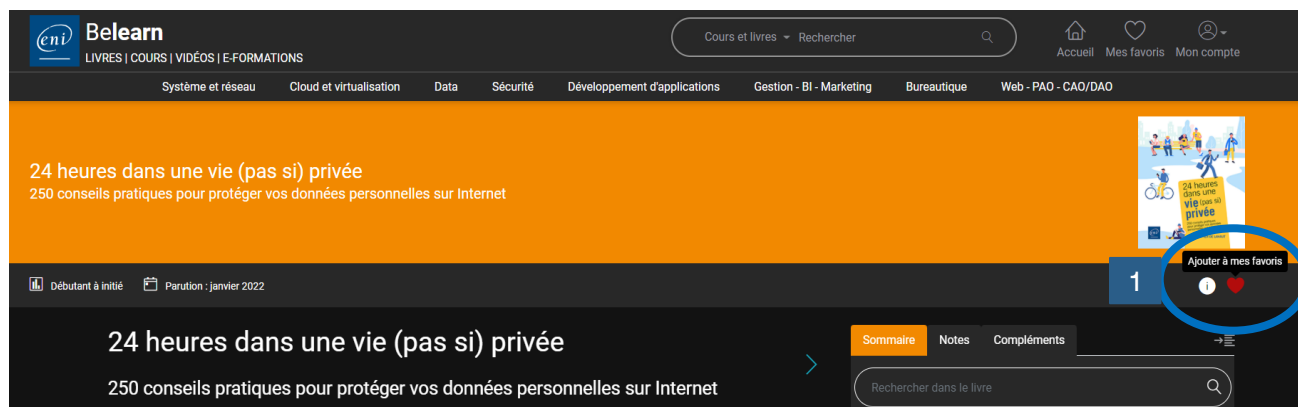 eni
Belearn
LIVRES | COURS | VIDÉOS | E-FORMATIONS
Cours et livres Rechercher
Accueil Mes favoris Mon compte
Système et réseau Cloud et virtualisation Data Sécurité Développement d'applications Gestion - BI - Marketing Bureautique Web - PAO - CAO/DAO
24 heures dans une vie (pas si) privée
250 conseils pratiques pour protéger vos données personnelles sur Internet
24 heures
dans une
vie (pas si)
privée
eni
Ajouter à mes favoris
Débutant à initié Parution : janvier 2022
1
i
24 heures dans une vie (pas si) privée
250 conseils pratiques pour protéger vos données personnelles sur Internet
Sommaire Notes Compléments
Rechercher dans le livre